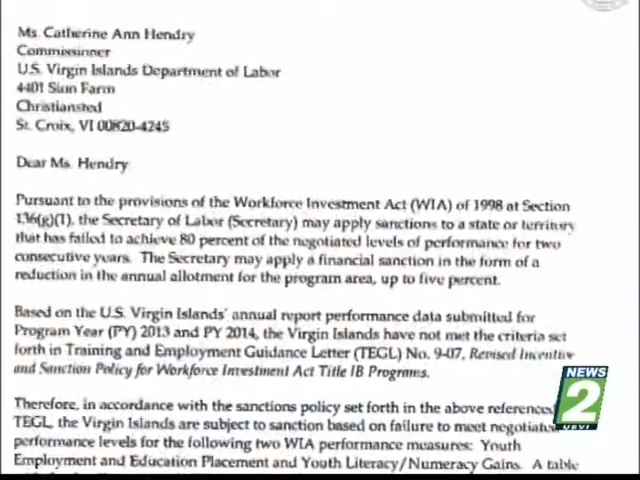 Ms. Catherine Ann Hendry
Commissioner
U.S. Virgin Islands Department of Labor
4401 Sion Farm
Christiansted
St. Croix, VI 00820-4245
Dear Ms. Hendry
Pursuant to the provisions of the Workforce Investment Act (WIA) of 1998 at Section
136(g)(1), the Secretary of Labor (Secretary) may apply sanctions to a state or territory
that has failed to achieve 80 percent of the negotiated levels of performance for two
consecutive years. The Secretary may apply a financial sanction in the form of a
reduction in the annual allotment for the program area, up to five percent.
Based on the U.S. Virgin Islands' annual report performance data submitted for
Program Year (PY) 2013 and PY 2014, the Virgin Islands have not met the criteria set
forth in Training and Employment Guidance Letter (TEGL) No. 9-07, Revised Incentive
and Sanction Policy for Workforce Investment Act Title IB Programs.
NEWS
2
Therefore, in accordance with the sanctions policy set forth in the above referenced
TEGL, the Virgin Islands are subject to sanction based on failure to meet negotiated
performance levels for the following two WIA performance measures: Youth
Employment and Education Placement and Youth Literacy/Numeracy Gains. A table